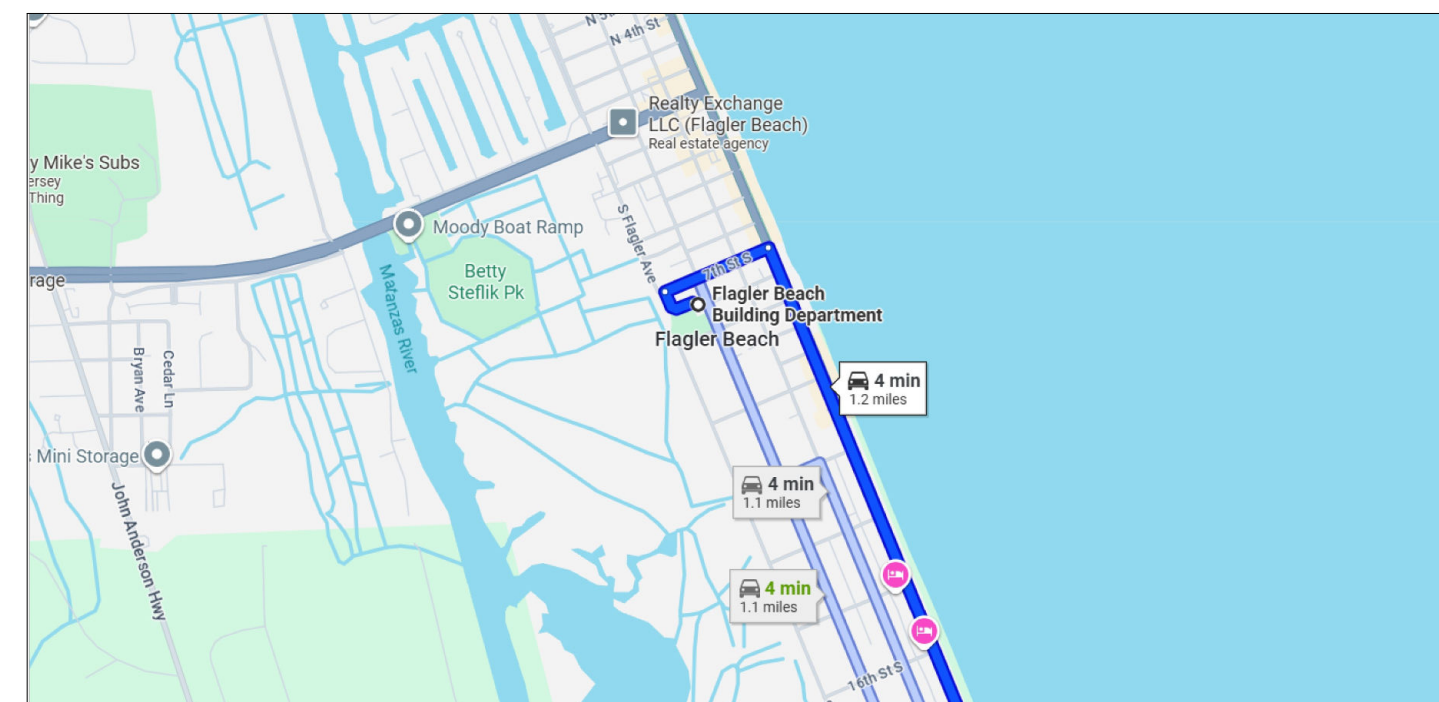 N 4th St
Realty Exchange
LLC (Flagler Beach)
Real estate agency
y Mike's Subs
ersey
Thing
Moody Boat Ramp
S Flagler Ave
Betty
Steflik Pk
7th St S
rage
Matanzas River
Flagler Beach
Building Department
Flagler Beach
Bryan Ave
Cedar Ln
4 min
1.2 miles
s Mini Storage
4 min
1.1 miles
John Anderson Hwy
4 min
1.1 miles
16th St S